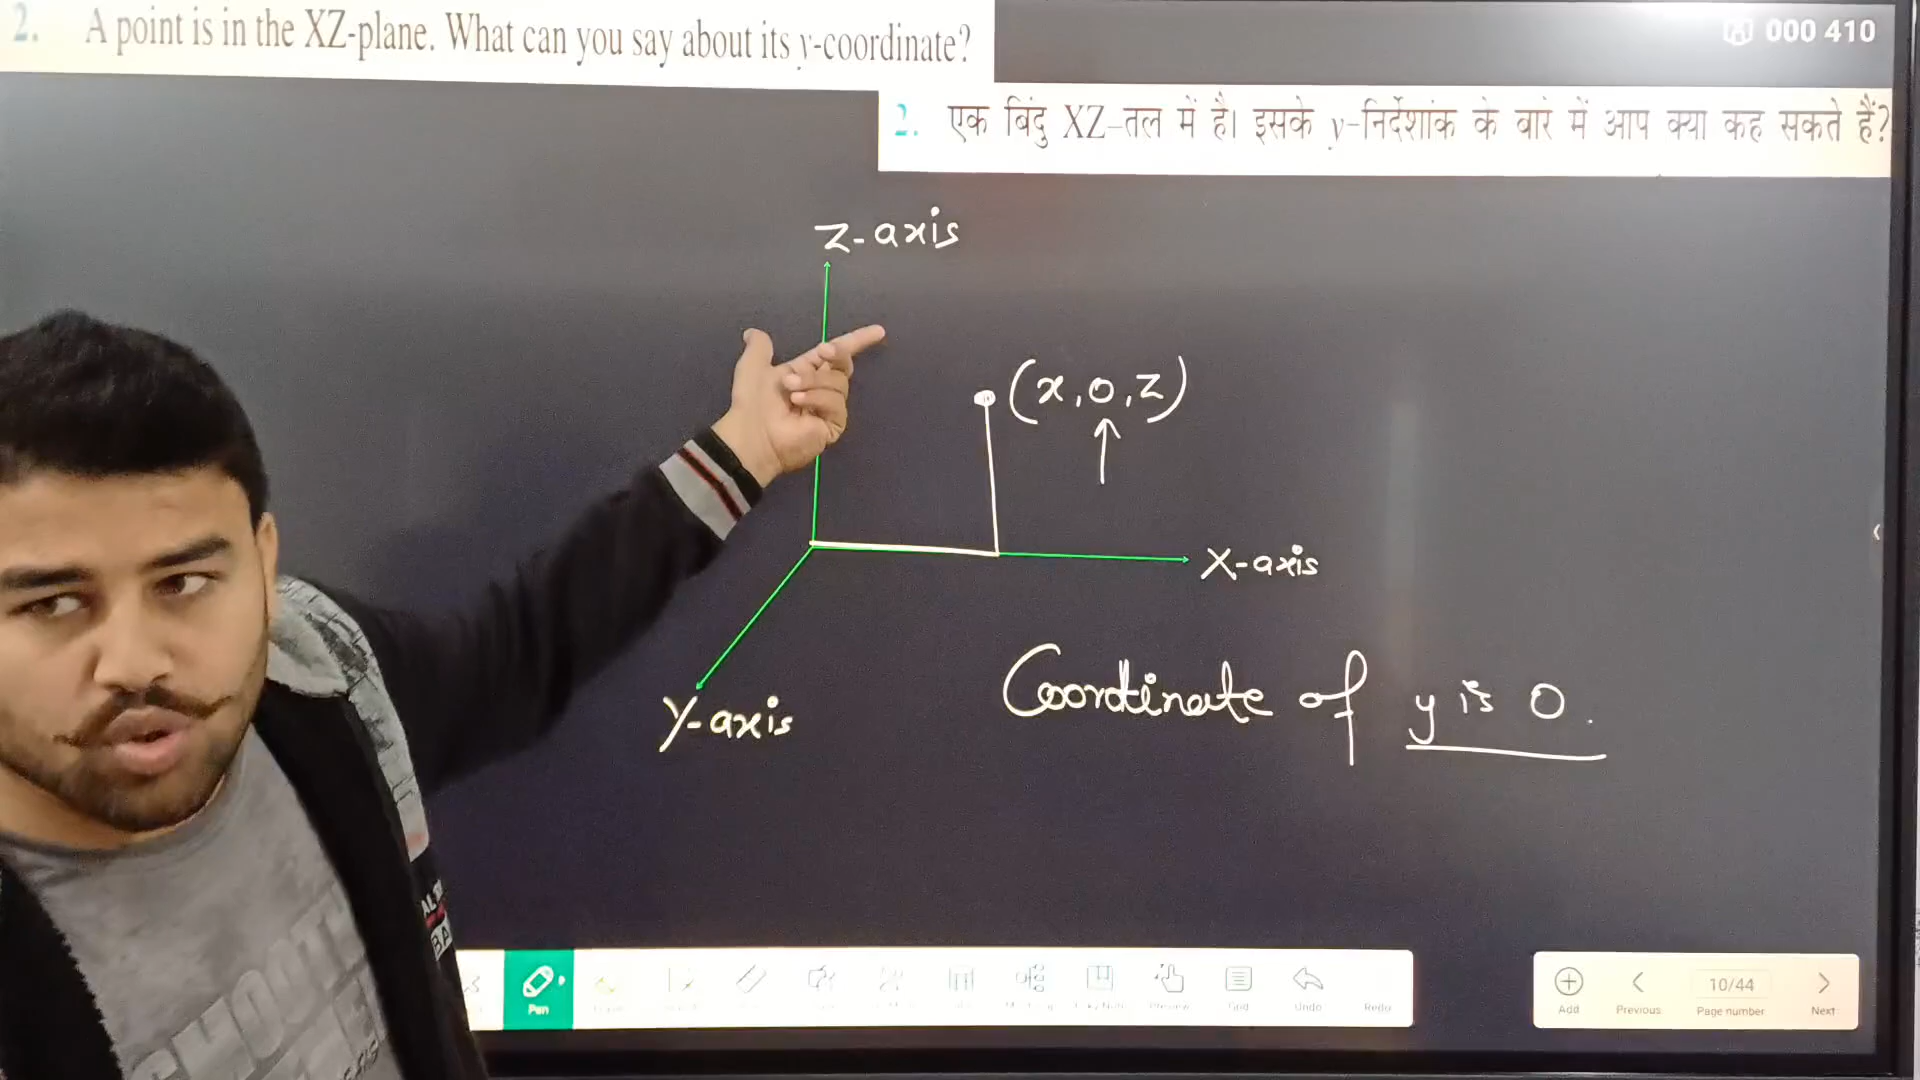 2. A point is in the XZ-plane. What can you say about its y-coordinate?
000 410
2. एक बिंदु XZ-तल में है। इसके y-निर्देशांक के बारे में आप क्या कह सकते हैं?
Z-axis
(x,0,z)
X-axis
Coordinate of y is 0.
Y-axis
Pen
Grid
Undo
Redo
Add
Previous
10/44
Page number
Next